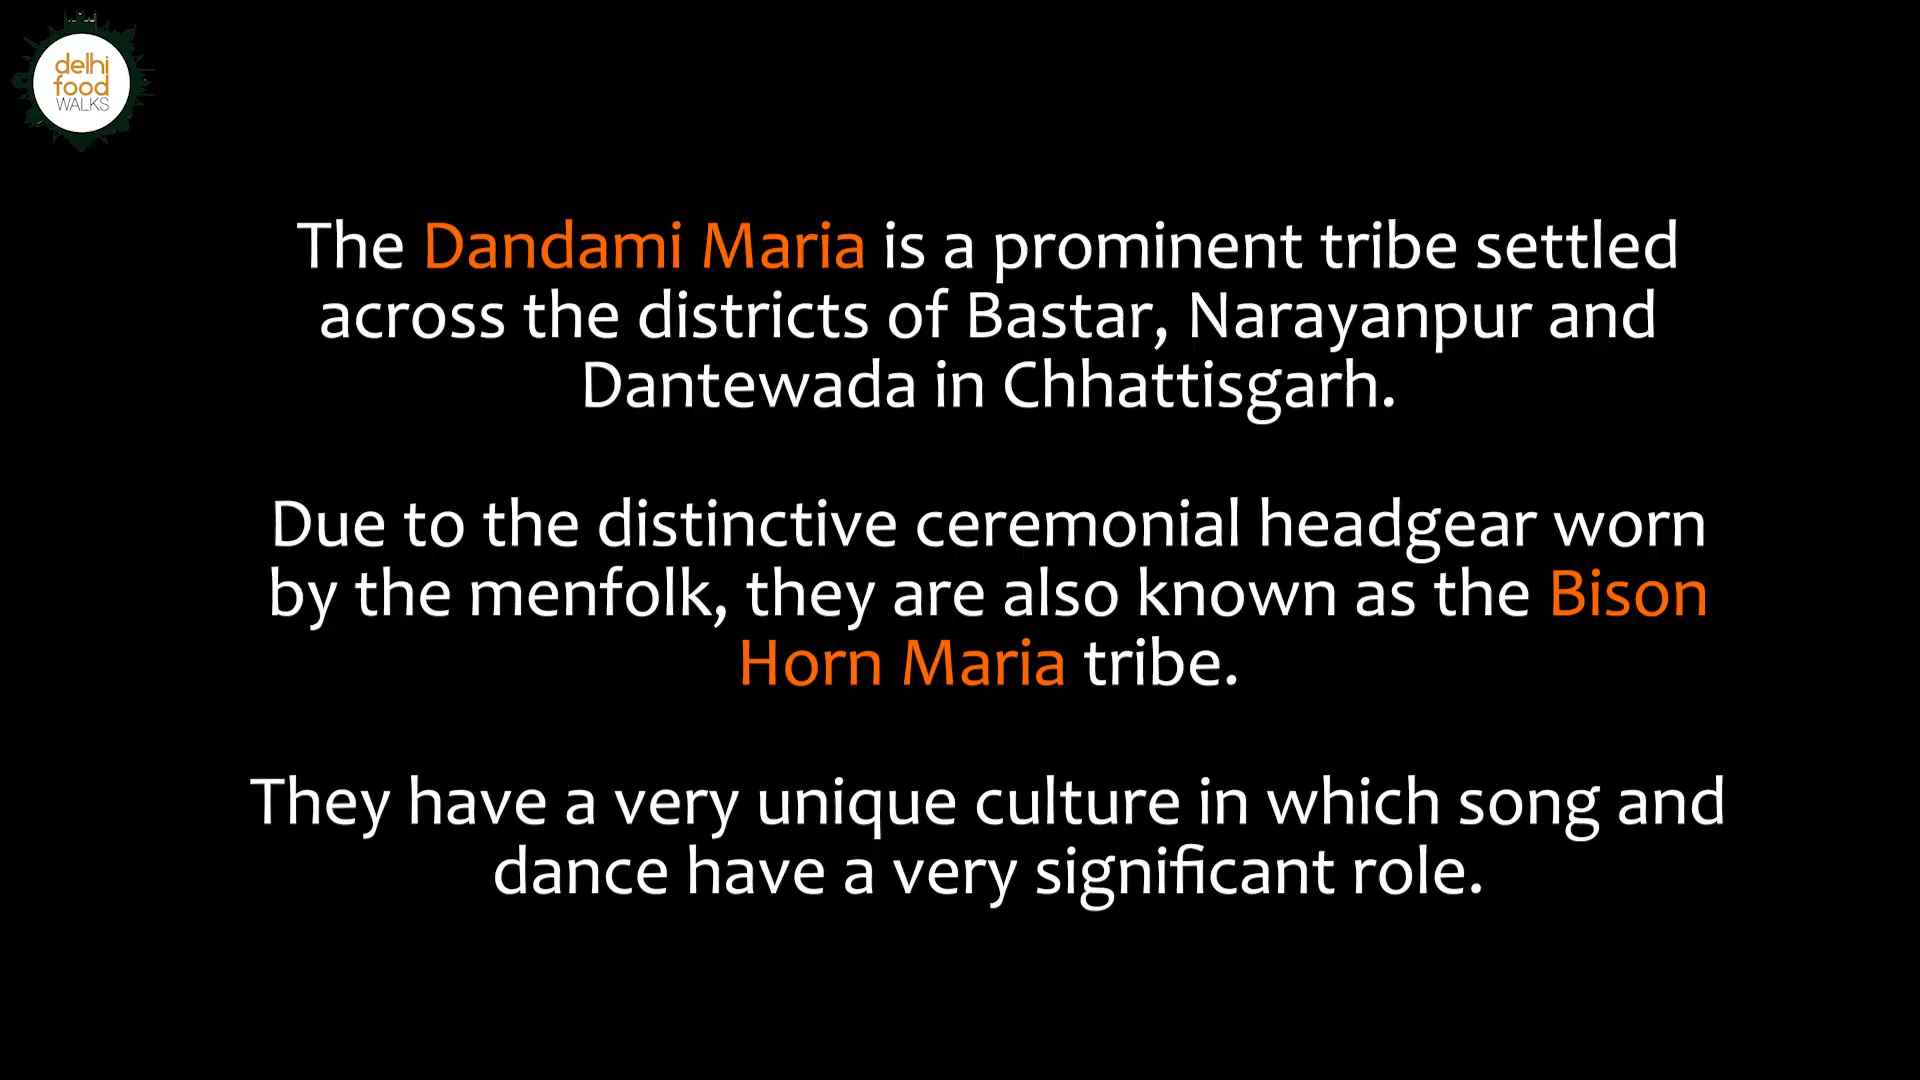 delhi
food
WALKS
The Dandami Maria is a prominent tribe settled
across the districts of Bastar, Narayanpur and
Dantewada in Chhattisgarh.
Due to the distinctive ceremonial headgear worn
by the menfolk, they are also known as the Bison
Horn Maria tribe.
They have a very unique culture in which song and
dance have a very significant role.